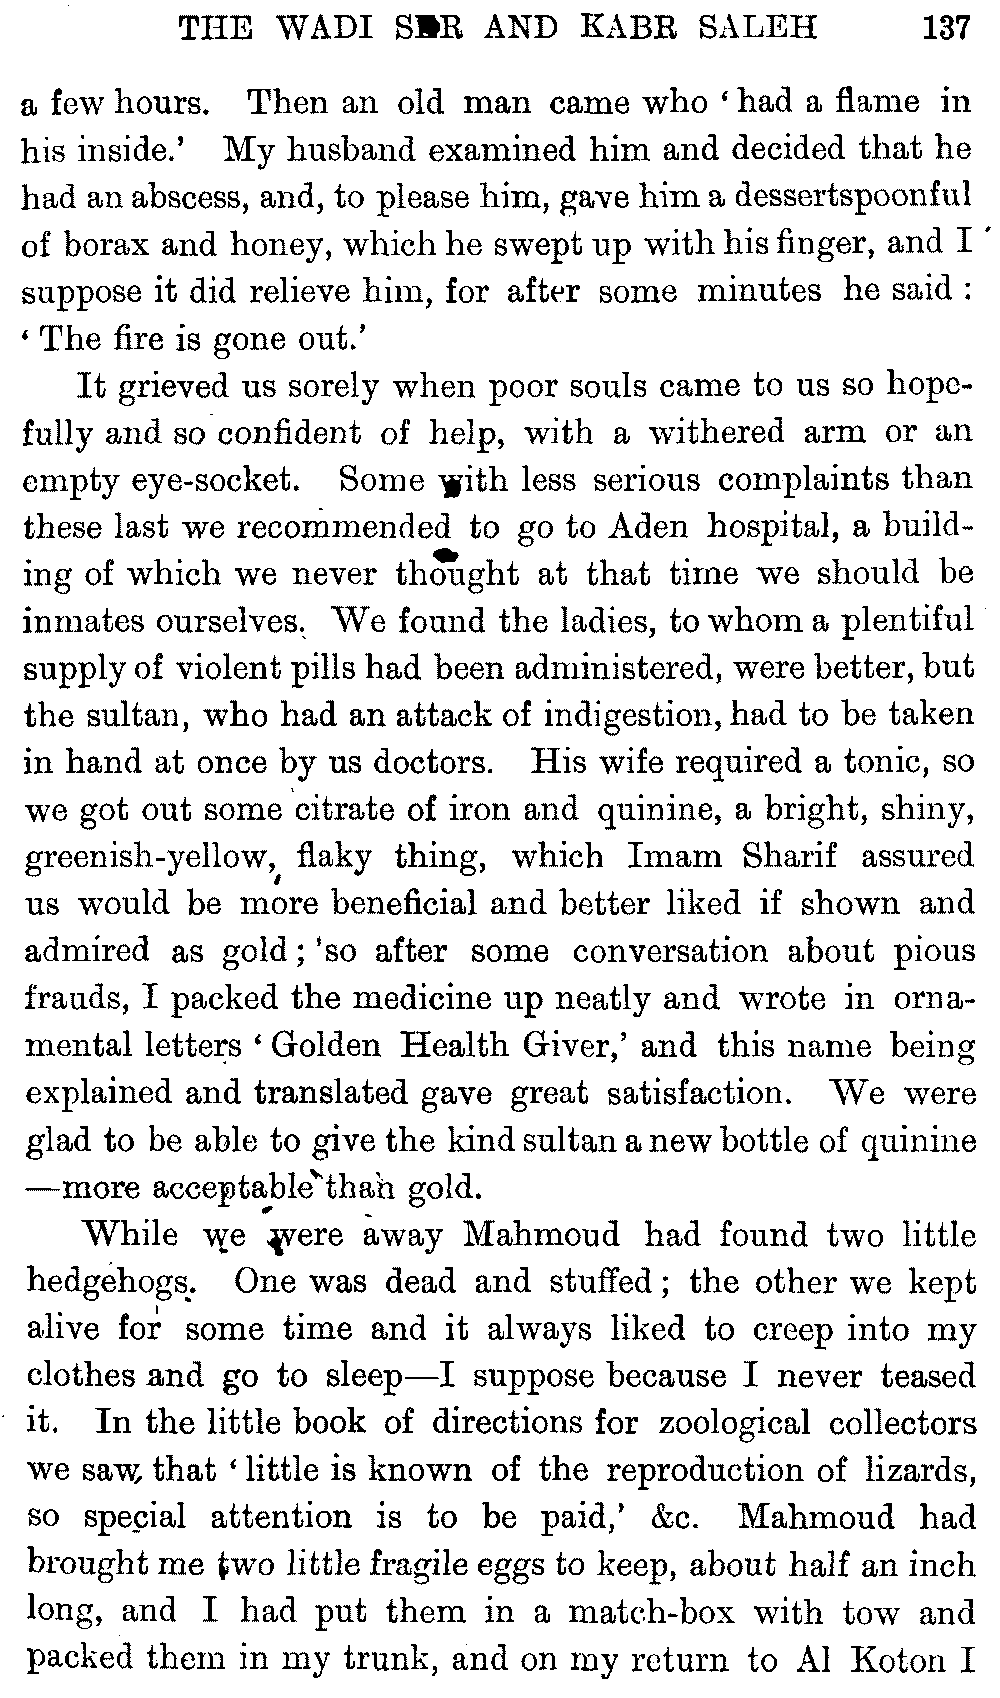 THE WADI SER AND KABR SALEH 137
a few hours. Then an old man came who ‘ had a flame in
his inside.’ My husband examined him and decided that he
had an abscess, and, to please him, gave him a dessertspoonful
of borax and honey, which he swept up with his finger, and I
suppose it did relieve him, for after some minutes he said :
‘ The fire is gone out.’
It grieved us sorely when poor souls came to us so hope-
fully and so confident of help, with a withered arm or an
empty eye-socket. Some with less serious complaints than
these last we recommended to go to Aden hospital, a build-
ing of which we never thought at that time we should be
inmates ourselves. We found the ladies, to whom a plentiful
supply of violent pills had been administered, were better, but
the sultan, who had an attack of indigestion, had to be taken
in hand at once by us doctors. His wife required a tonic, so
we got out some citrate of iron and quinine, a bright, shiny,
greenish-yellow, flaky thing, which Imam Sharif assured
us would be more beneficial and better liked if shown and
admired as gold ; so after some conversation about pious
frauds, I packed the medicine up neatly and wrote in orna-
mental letters ‘ Golden Health Giver,’ and this name being
explained and translated gave great satisfaction. We were
glad to be able to give the kind sultan a new bottle of quinine
—more acceptable than gold.
While we were away Mahmoud had found two little
hedgehogs. One was dead and stuffed ; the other we kept
alive for some time and it always liked to creep into my
clothes and go to sleep—I suppose because I never teased
it. In the little book of directions for zoological collectors
we saw, that ‘ little is known of the reproduction of lizards,
so special attention is to be paid,’ &c. Mahmoud had
brought me two little fragile eggs to keep, about half an inch
long, and I had put them in a match-box with tow and
packed them in my trunk, and on my return to Al Koton I